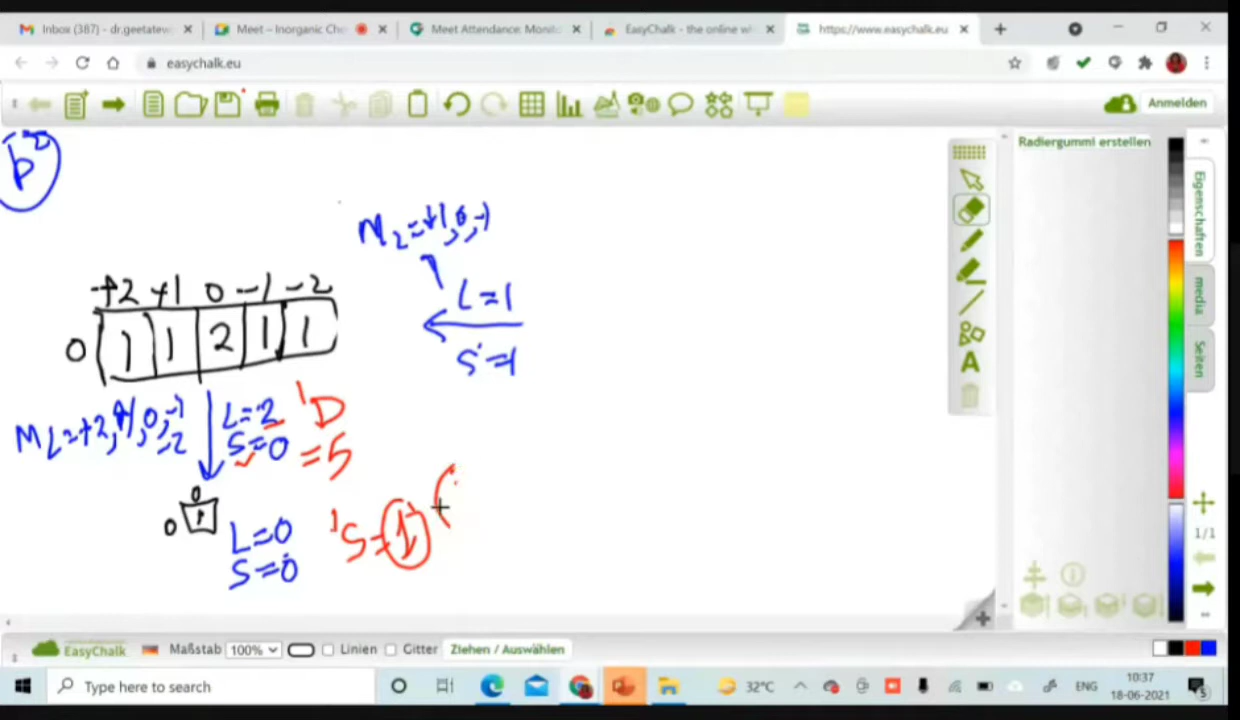 Inbox (387) - dr.geetatew
Meet – Inorganic Che
Meet Attendance: Monito
EasyChalk - the online w
https://www.easychalk.eu
easychalk.eu
Anmelden
Radiergummi erstellen
p²
M_L=+1,0,-1
L=1
S=1
+2 +1 0 -1 -2
0 1 1 2 1 1
M_L=+2,+1,0,-1
-2
L=2 ¹D
S=0 =5
0
0 1
L=0 ¹S=1 (
S=0
Eigenschaften
media
Seiten
1/1
EasyChalk
Maßstab 100%
Linien
Gitter
Ziehen / Auswählen
Type here to search
32°C
ENG
10:37
18-06-2021
5